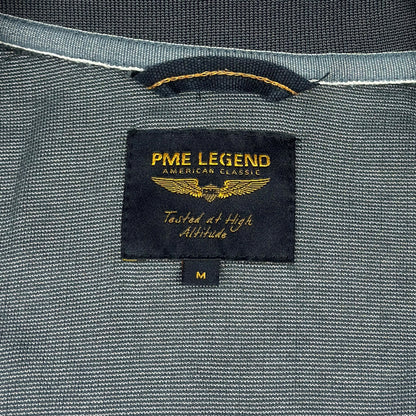 PME LEGEND
AMERICAN CLASSIC
Tested at High
Altitude
M